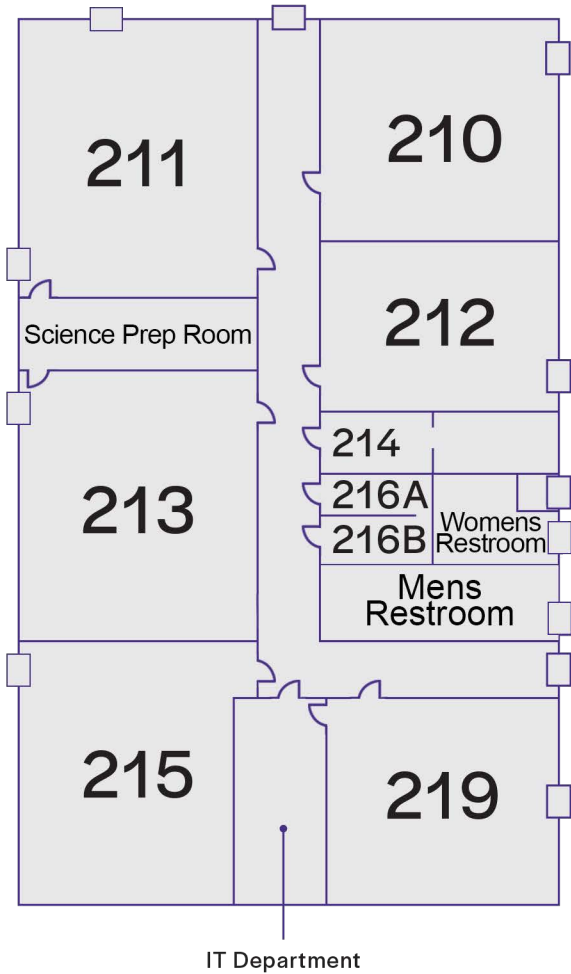 211
210
Science Prep Room
212
214
216A
213
Womens
Restroom
216B
Mens
Restroom
215
219
IT Department